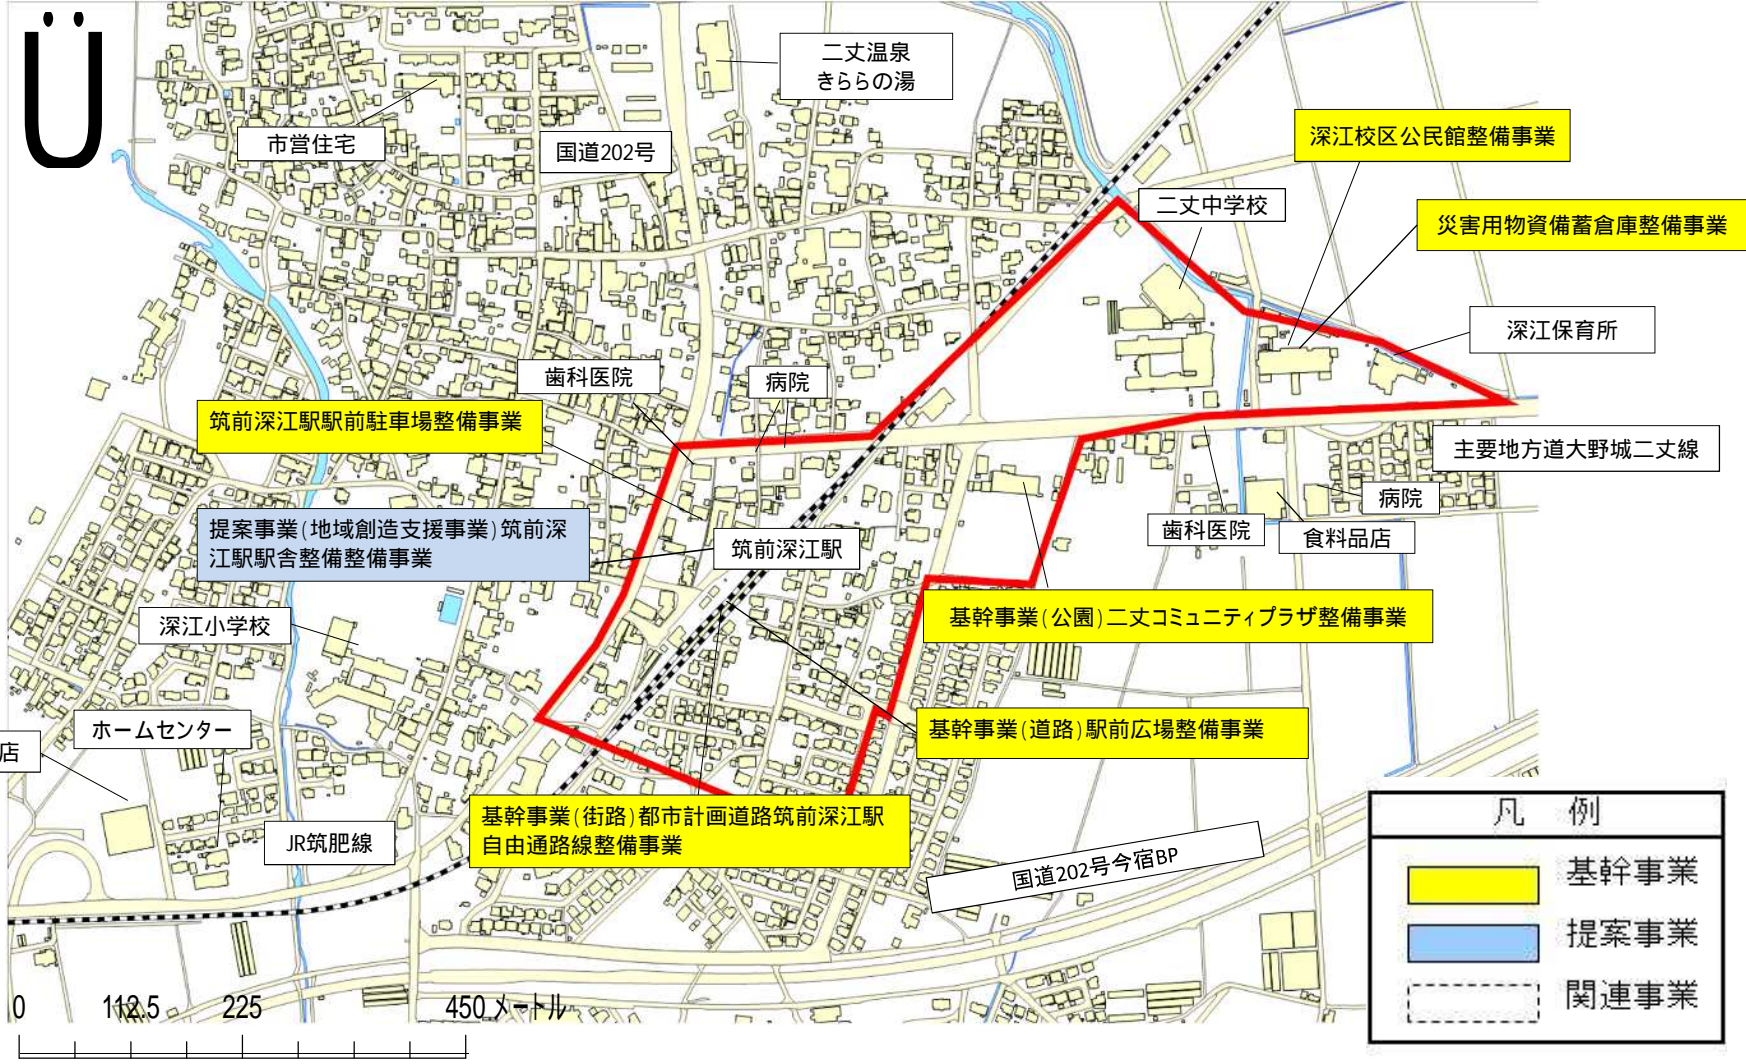 Ü
二丈温泉
きららの湯
市営住宅
国道202号
深江校区公民館整備事業
二丈中学校
災害用物資備蓄倉庫整備事業
深江保育所
歯科医院
病院
筑前深江駅駅前駐車場整備事業
主要地方道大野城二丈線
病院
提案事業(地域創造支援事業)筑前深
江駅駅舎整備整備事業
筑前深江駅
歯科医院
食料品店
基幹事業(公園)二丈コミュニティプラザ整備事業
深江小学校
ホームセンター
基幹事業(道路)駅前広場整備事業
店
基幹事業(街路)都市計画道路筑前深江駅
自由通路線整備事業
JR筑肥線
国道202号今宿BP
凡 例
基幹事業
提案事業
関連事業
0 112.5 225 450 メートル